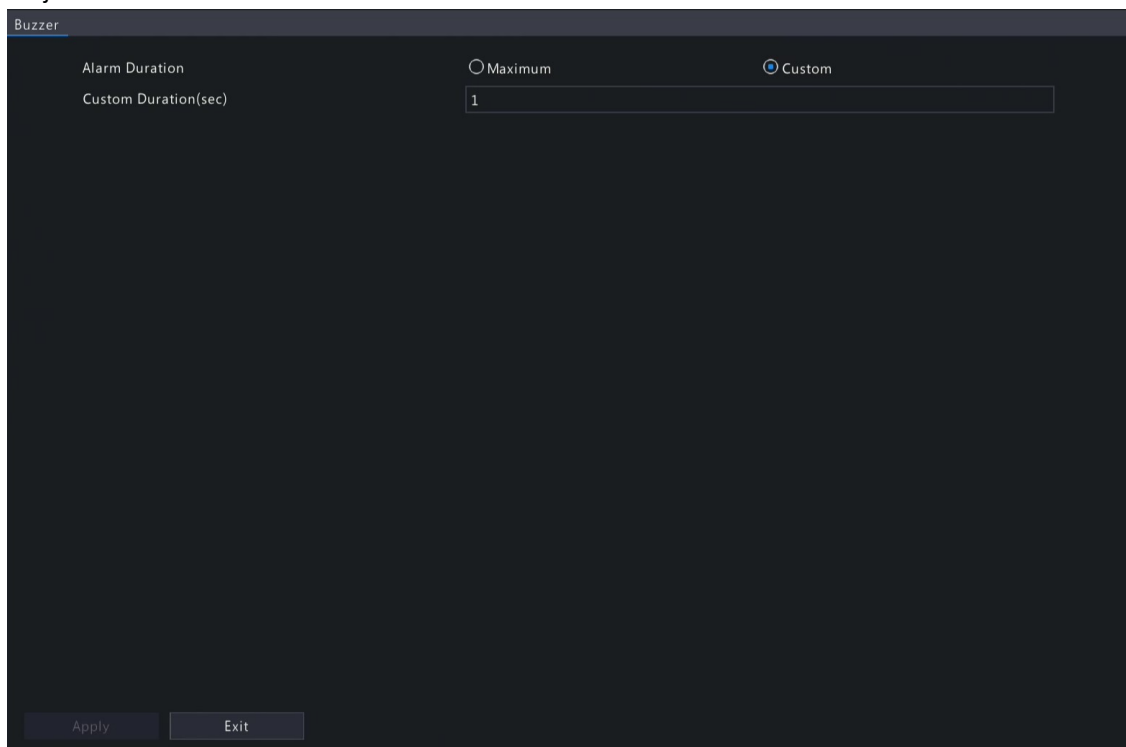 Buzzer
Alarm Duration Maximum Custom
Custom Duration(sec) 1
Apply Exit